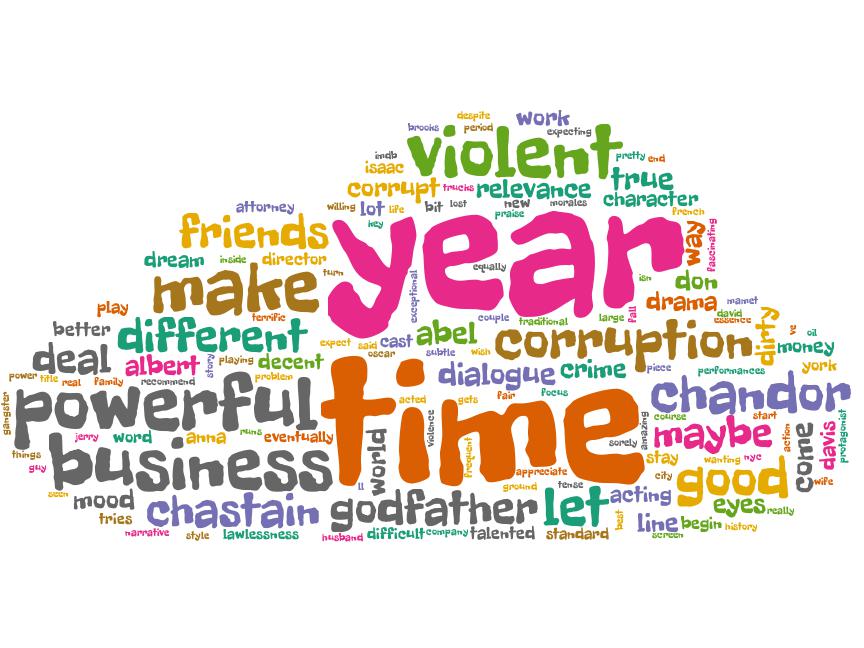 despite
work
brooks
period
expecting
imdb
violent
pretty
end
isaac
corrupt
trucks
relevance
true
character
attorney
willing
lot
life
bit
lost
new
morales
praise
french
friends
key
year
way
fascinating
dream
inside
director
equally
isn
don
make
turn
exceptional
drama
mamet
play
terrific
couple
traditional
large
fall
david
essence
dirty
better
different
expect
said
cast
abel
corruption
vs
oil
money
deal
albert
story
playing
decent
oscar
subtle
wish
york
power
title
real
family
recommend
problem
time
dialogue
crime
piece
performances
chandor
gangster
powerful
acted
gets
fair
focus
course
start
jerry
word
anna
runs
eventually
world
violence
frequent
sorely
amazing
maybe
action
come
davis
protagonist
things
guy
business
stay
wanting
nyc
appreciate
city
good
wife
seen
mood
ll
ground
tense
tries
chastain
godfather
let
acting
eyes
really
best
line
begin
history
narrative
style
lawlessness
husband
difficult
company
talented
standard
screen